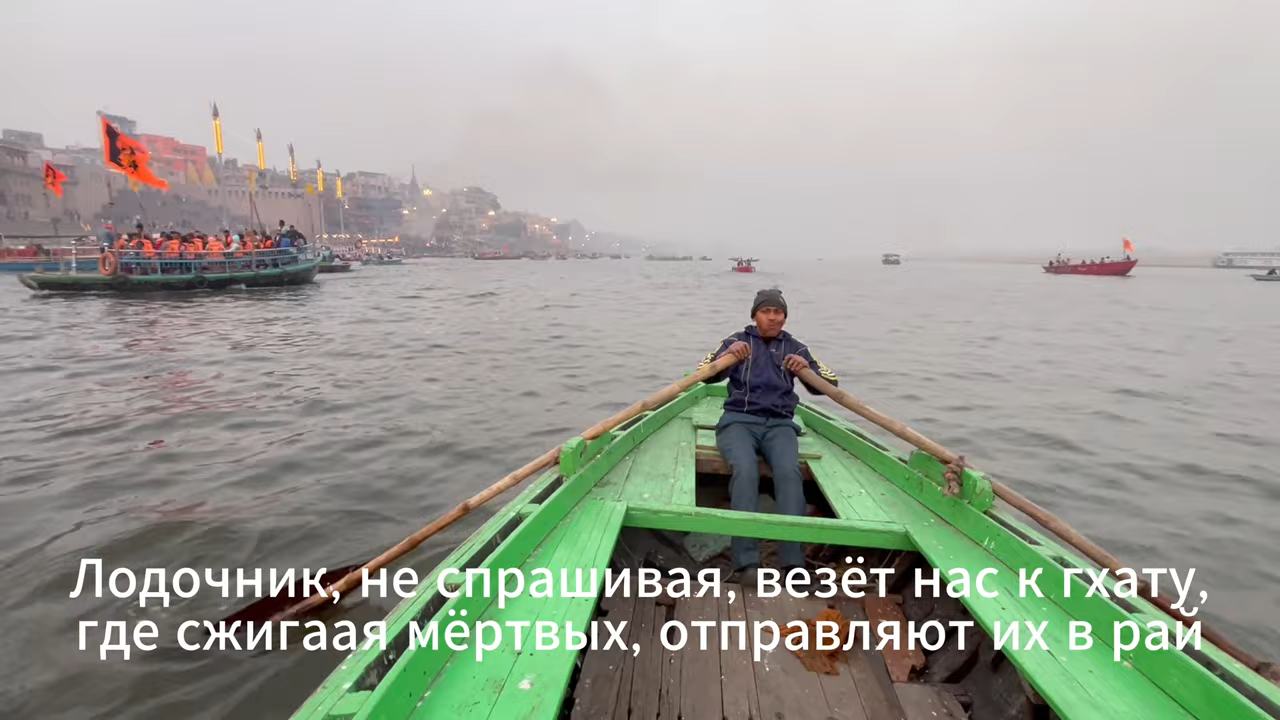 Лодочник, не спрашивая, везёт нас к гхату,
где сжигаая мёртвых, отправляют их в рай